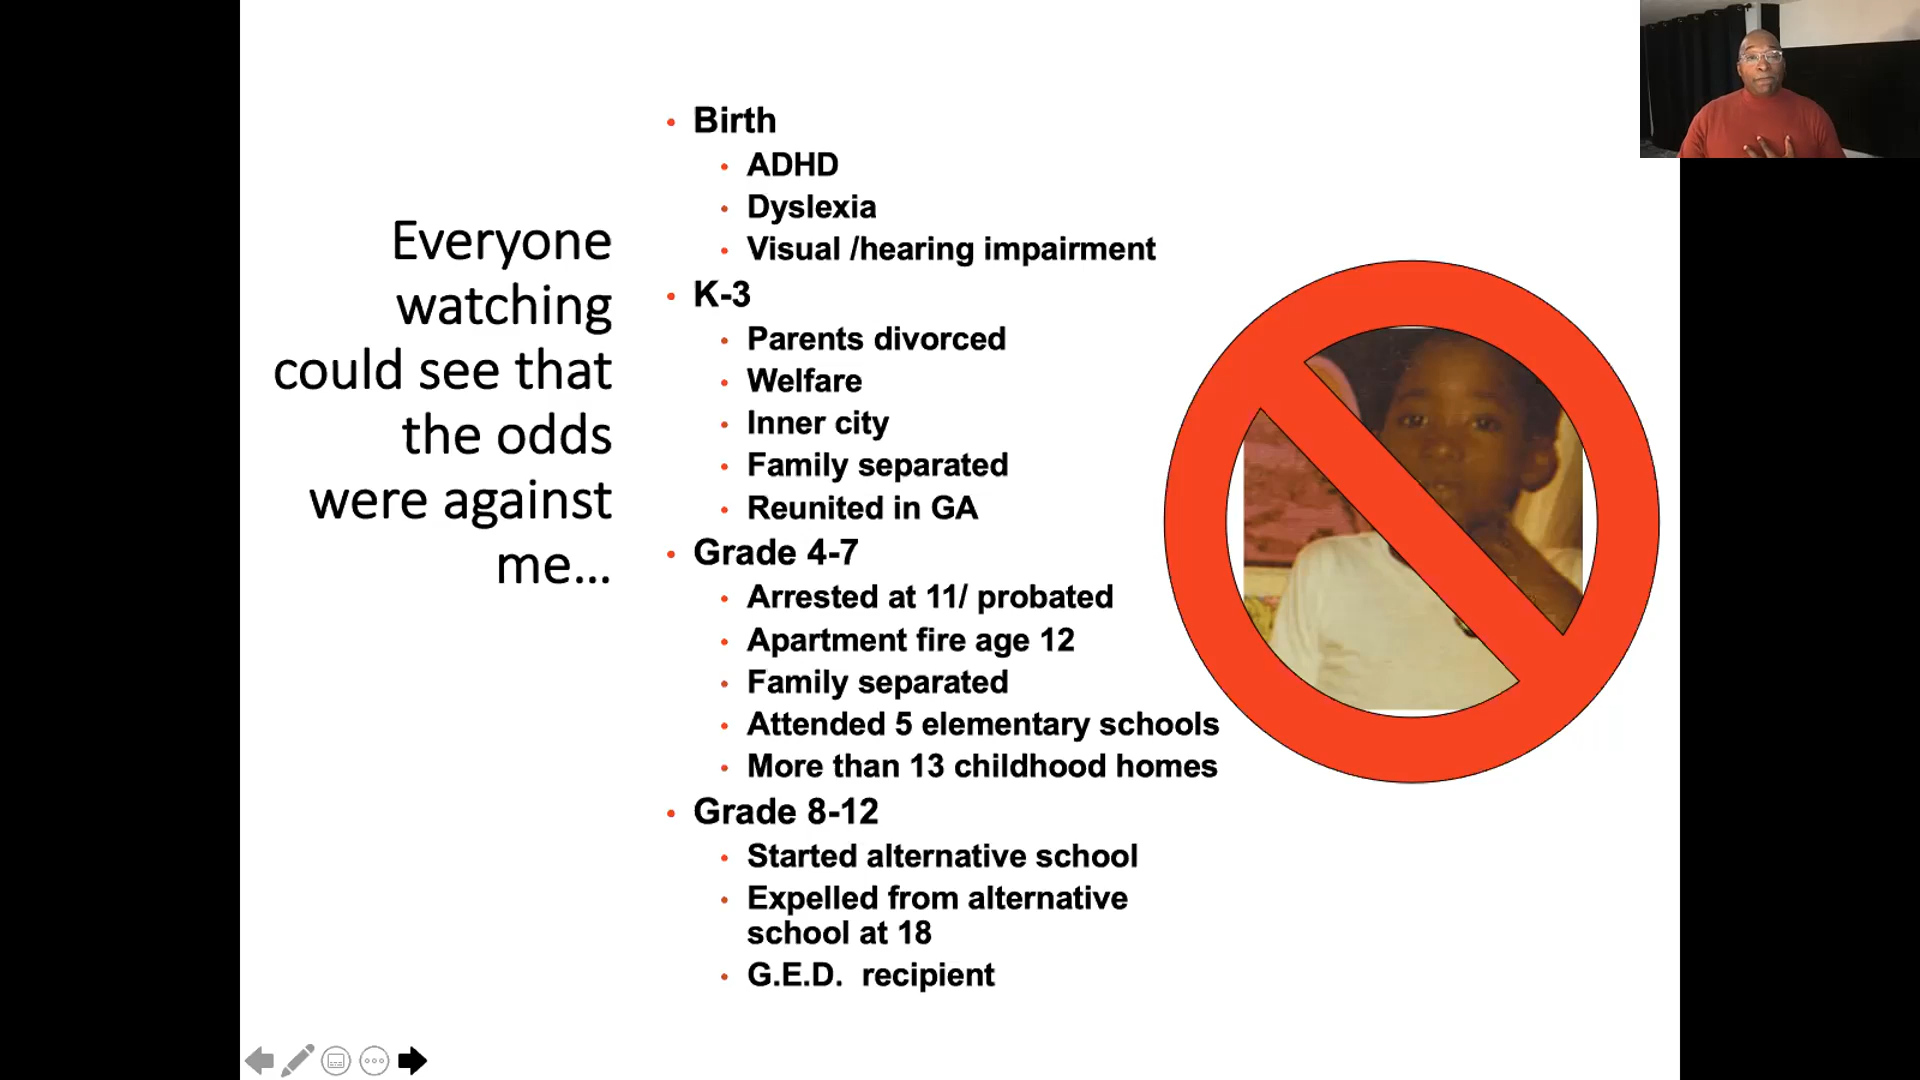 Everyone
watching
could see that
the odds
were against
me...
• Birth
• ADHD
• Dyslexia
• Visual /hearing impairment
• K-3
• Parents divorced
• Welfare
• Inner city
• Family separated
• Reunited in GA
• Grade 4-7
• Arrested at 11/ probated
• Apartment fire age 12
• Family separated
• Attended 5 elementary schools
• More than 13 childhood homes
• Grade 8-12
• Started alternative school
• Expelled from alternative
school at 18
• G.E.D.  recipient